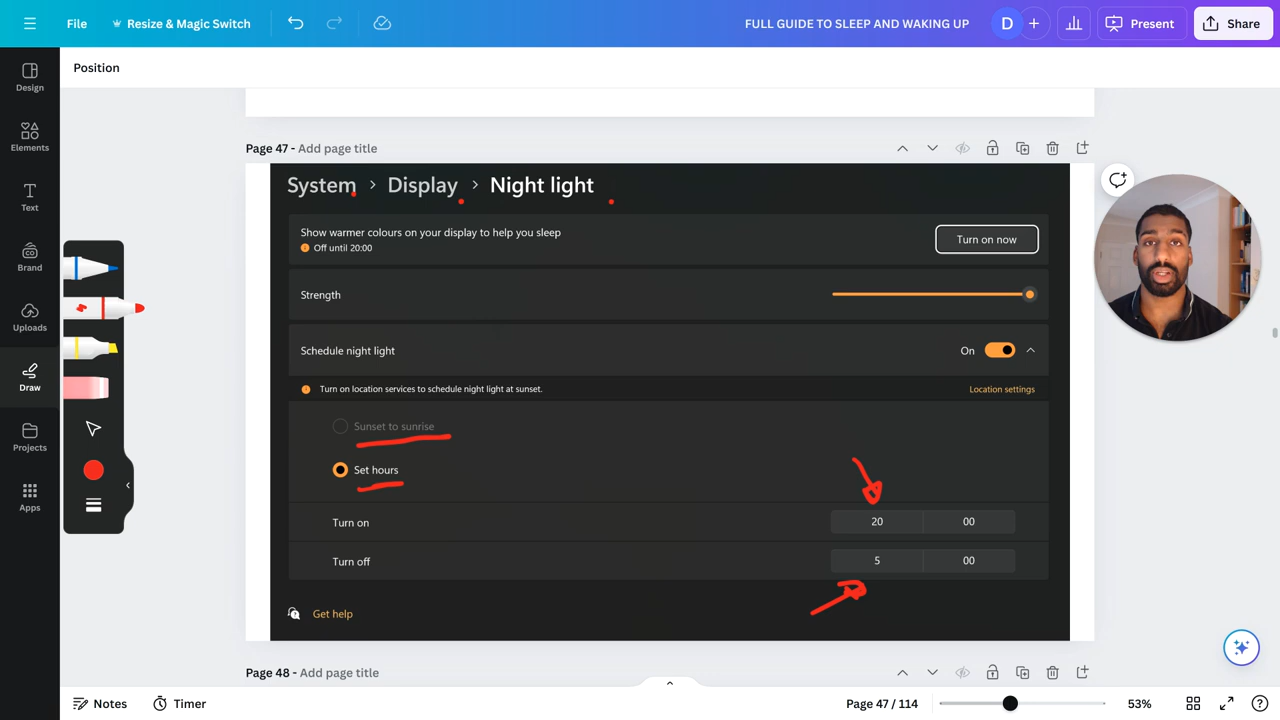 File
Resize & Magic Switch
FULL GUIDE TO SLEEP AND WAKING UP
D
Present
Share
Position
Design
Elements
Text
Brand
Uploads
Draw
Projects
Apps
Page 47 - Add page title
System > Display > Night light
Show warmer colours on your display to help you sleep
Off until 20:00
Turn on now
Strength
Schedule night light
On
Turn on location services to schedule night light at sunset.
Location settings
Sunset to sunrise
Set hours
Turn on
20
00
Turn off
5
00
Get help
Page 48 - Add page title
Notes
Timer
Page 47 / 114
53%